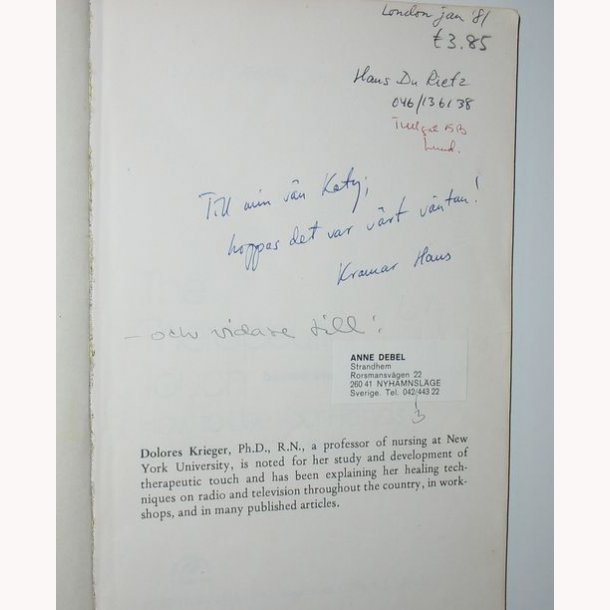 London jan '81
£3.85
Hans Du Rietz
046/136138
Lund.
Till min vän Katy;
hoppas det var värt väntan!
Kramar Hans
– och vidare till:
ANNE DEBEL
Strandhem
Rorsmansvägen 22
260 41 NYHAMNSLÄGE
Sverige. Tel. 042/443 22
3
Dolores Krieger, Ph.D., R.N., a professor of nursing at New
York University, is noted for her study and development of
therapeutic touch and has been explaining her healing tech-
niques on radio and television throughout the country, in work-
shops, and in many published articles.